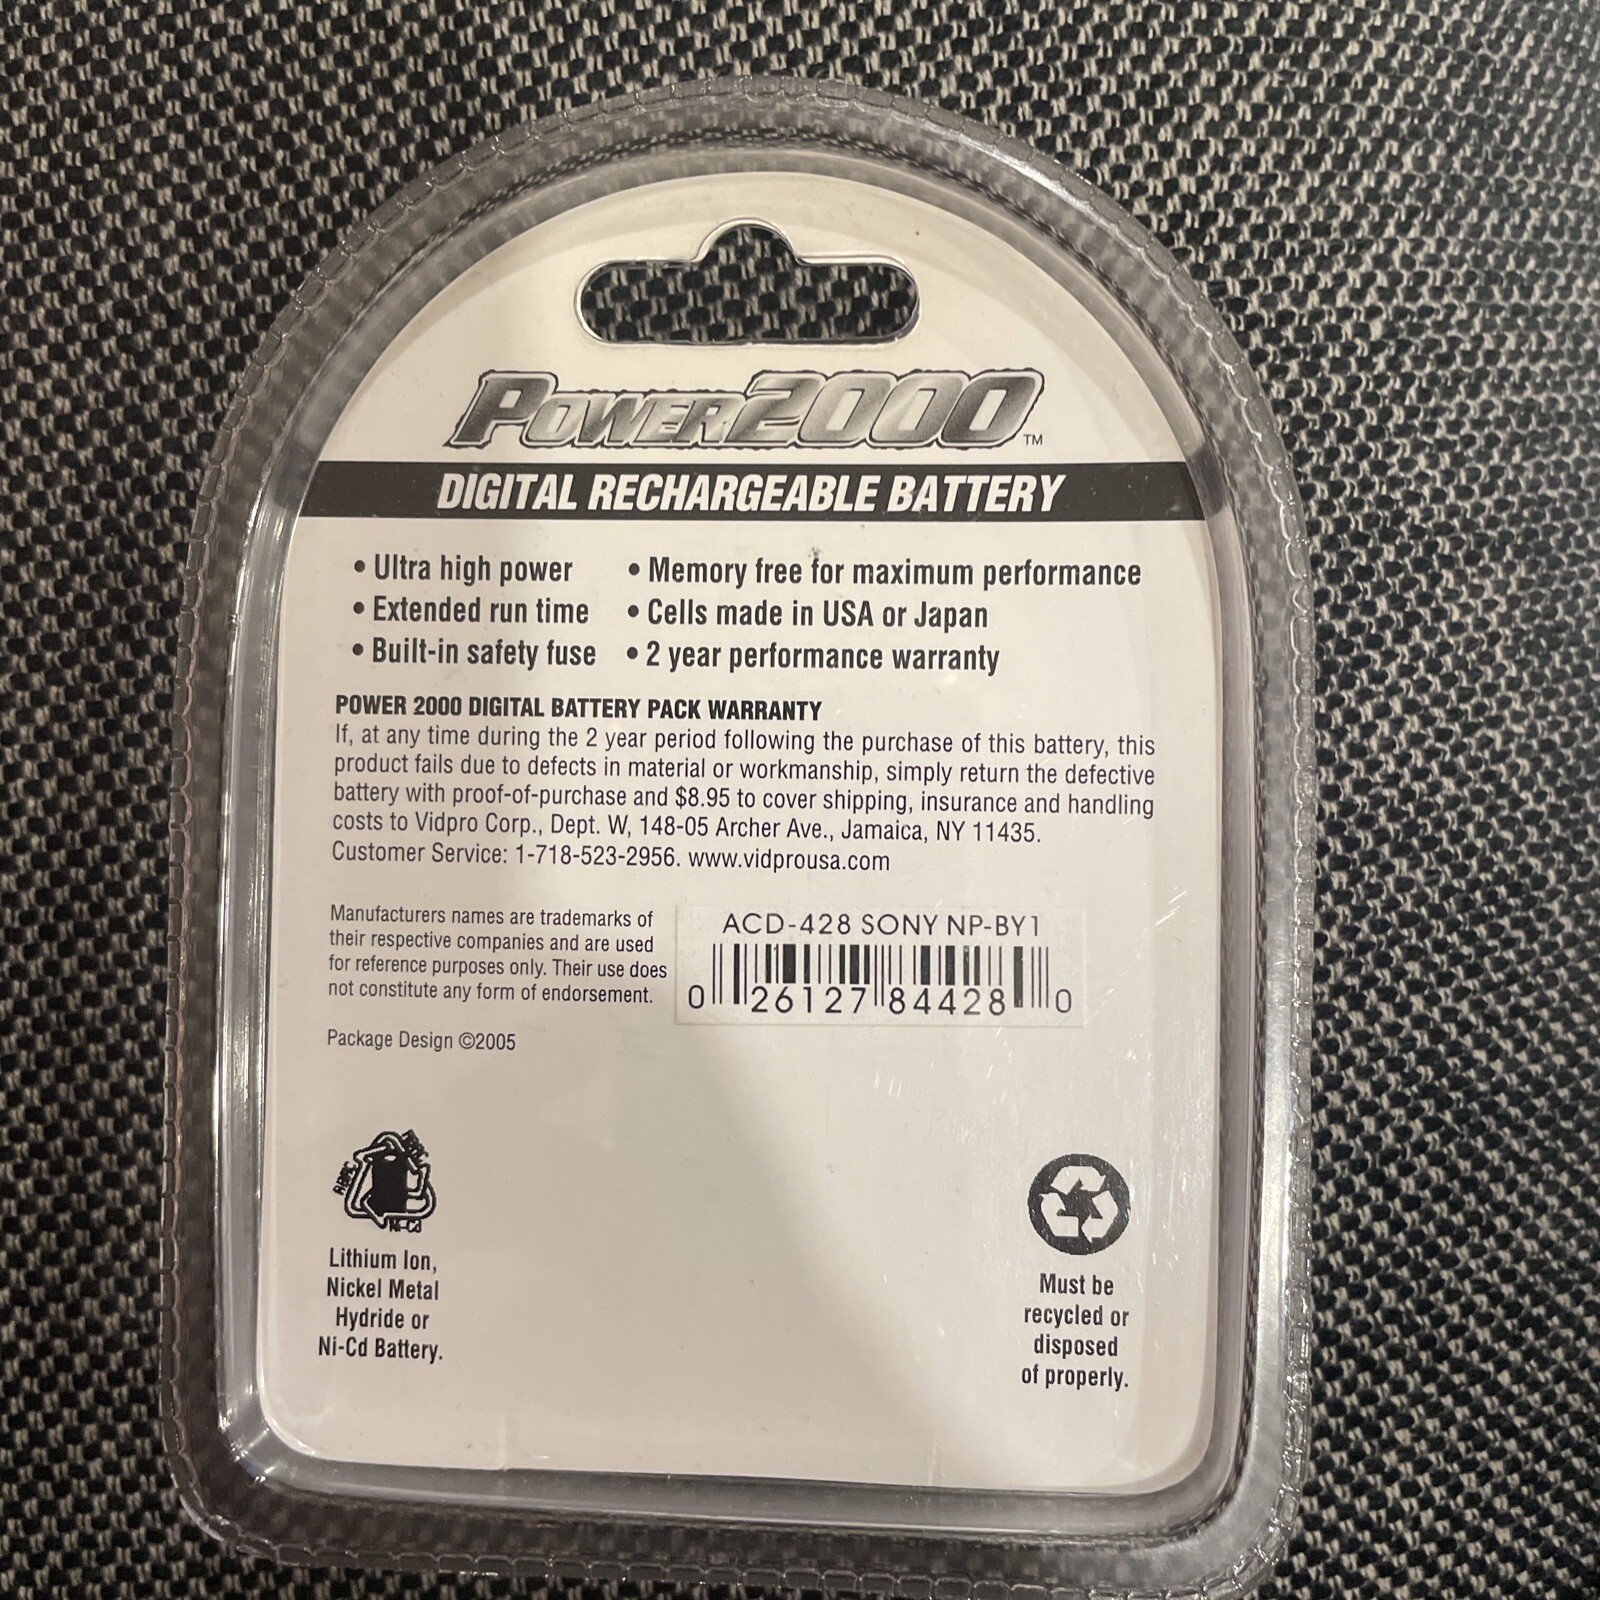 POWER2000™
DIGITAL RECHARGEABLE BATTERY
• Ultra high power
• Extended run time
• Built-in safety fuse
• Memory free for maximum performance
• Cells made in USA or Japan
• 2 year performance warranty
POWER 2000 DIGITAL BATTERY PACK WARRANTY
If, at any time during the 2 year period following the purchase of this battery, this
product fails due to defects in material or workmanship, simply return the defective
battery with proof-of-purchase and $8.95 to cover shipping, insurance and handling
costs to Vidpro Corp., Dept. W, 148-05 Archer Ave., Jamaica, NY 11435.
Customer Service: 1-718-523-2956. www.vidprousa.com
Manufacturers names are trademarks of
their respective companies and are used
for reference purposes only. Their use does
not constitute any form of endorsement.
Package Design ©2005
ACD-428 SONY NP-BY1
0 26127 84428 0
Ni-Cd
Lithium Ion,
Nickel Metal
Hydride or
Ni-Cd Battery.
Must be
recycled or
disposed
of properly.